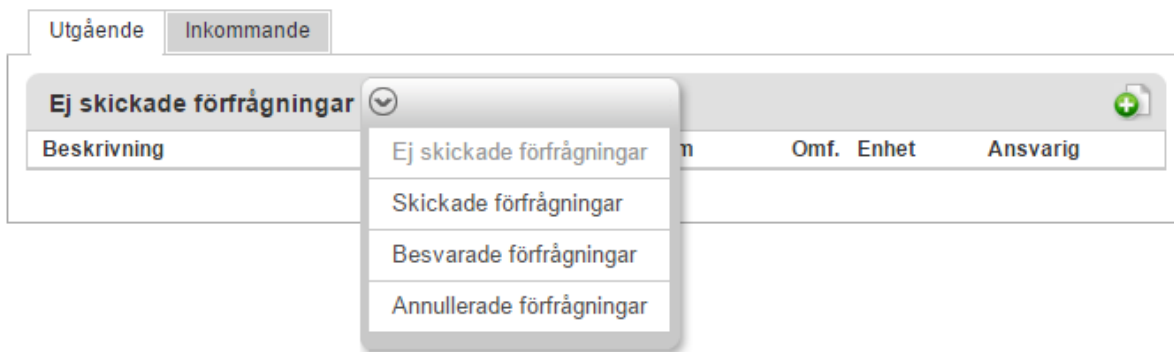 Utgående Inkommande
Ej skickade förfrågningar
Beskrivning Omf. Enhet Ansvarig
Ej skickade förfrågningar
Skickade förfrågningar
Besvarade förfrågningar
Annullerade förfrågningar